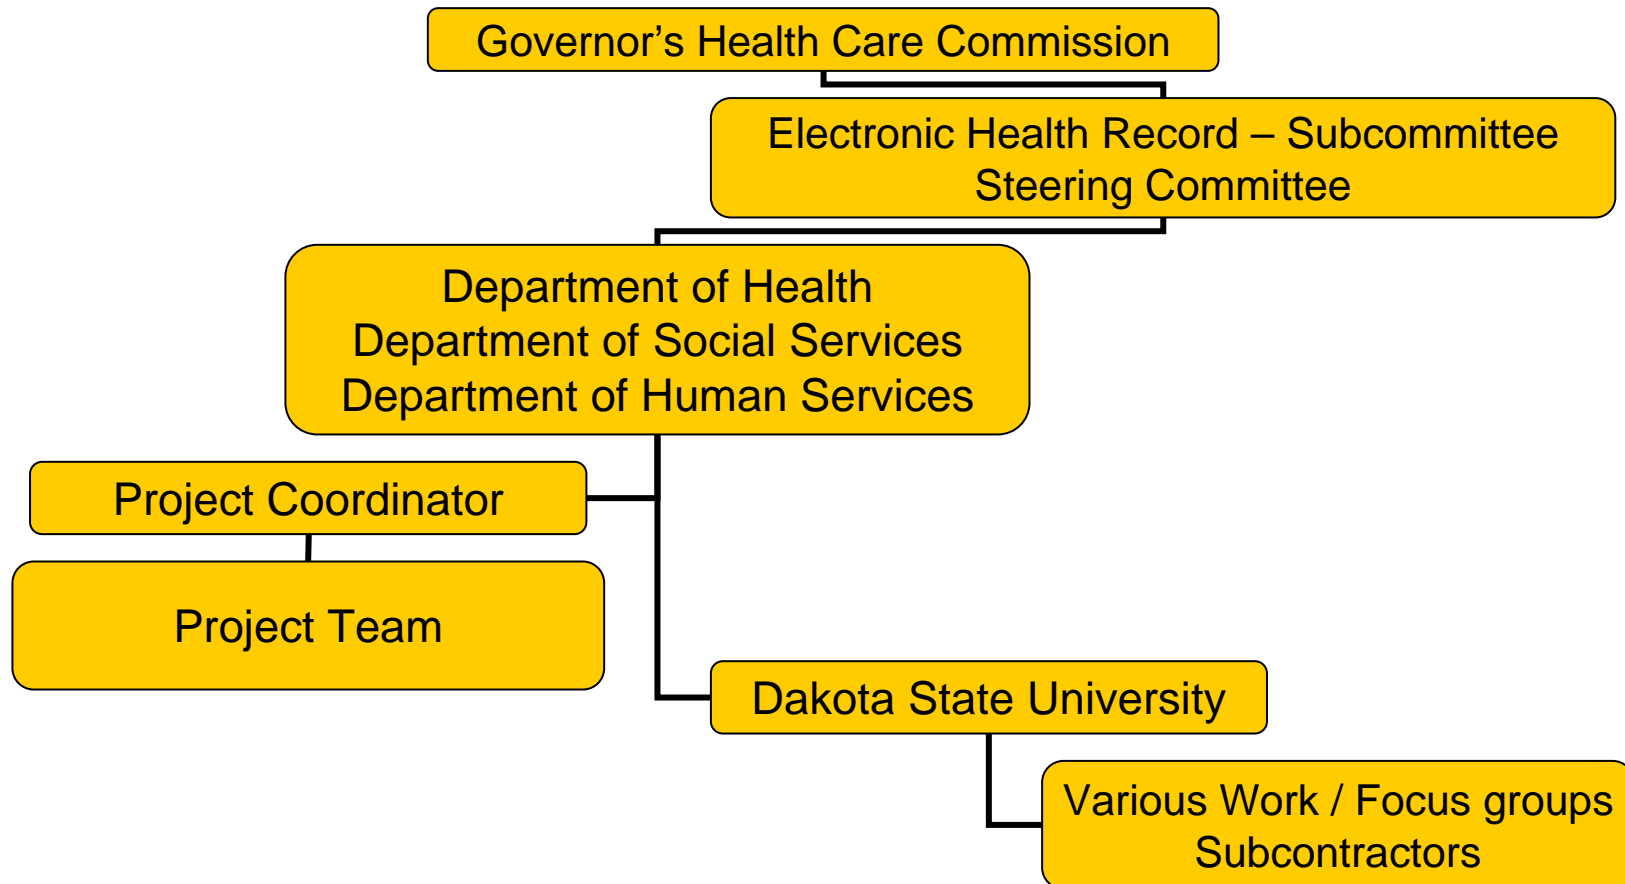 Governor’s Health Care Commission
Electronic Health Record – Subcommittee
Steering Committee
Department of Health
Department of Social Services
Department of Human Services
Project Coordinator
Project Team
Dakota State University
Various Work / Focus groups
Subcontractors